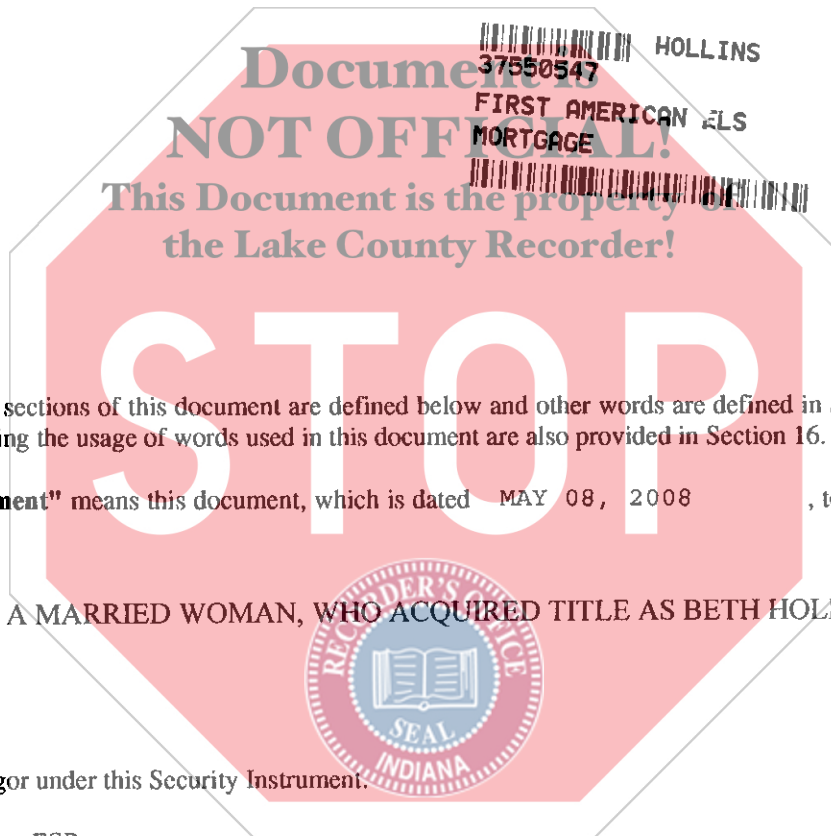 HOLLINS
Document is
37550547
NOT OFFICIAL!
FIRST AMERICAN ELS
MORTGAGE
This Document is the property of
the Lake County Recorder!
STOP
sections of this document are defined below and other words are defined in
ing the usage of words used in this document are also provided in Section 16.
ment" means this document, which is dated MAY 08, 2008 , t
A MARRIED WOMAN, WHO ACQUIRED TITLE AS BETH HOL
RECORDER'S OFFICE
SEAL
INDIANA
gor under this Security Instrument.